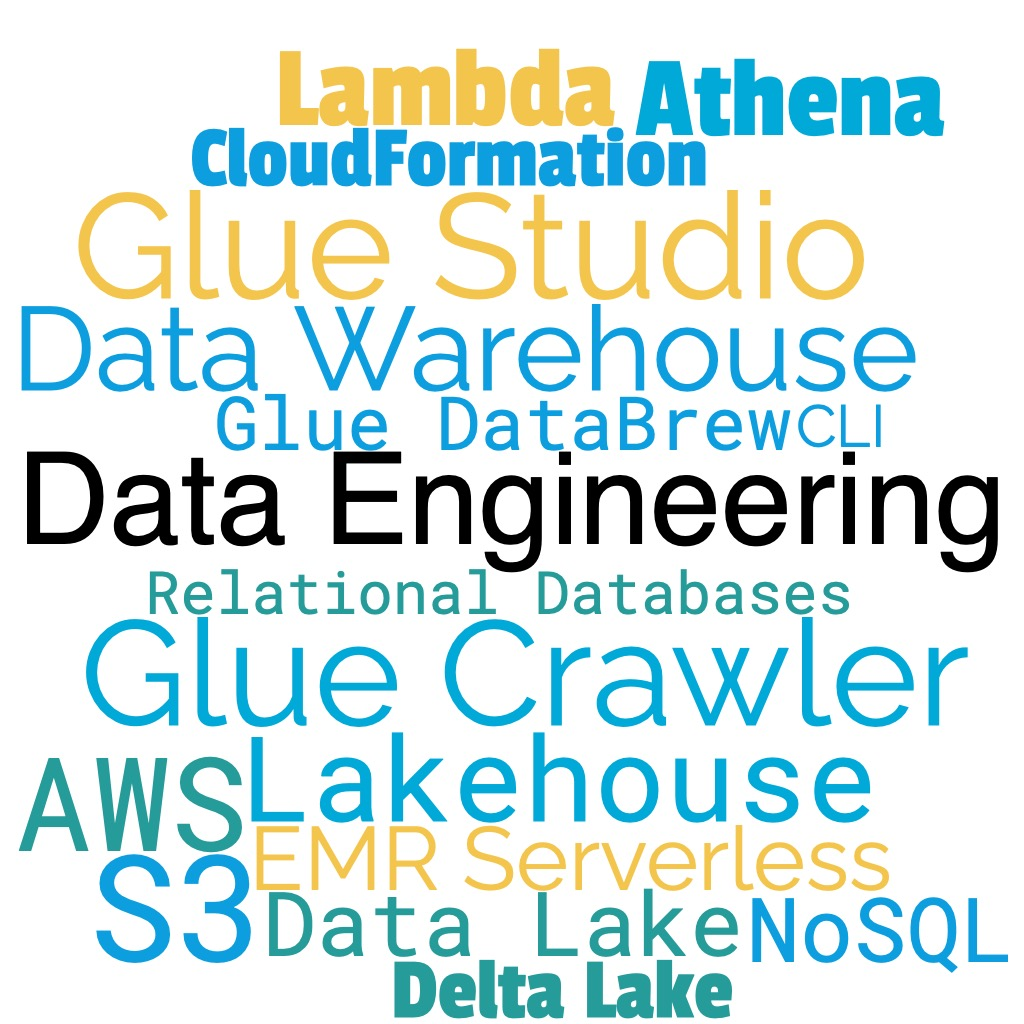 Lambda Athena
CloudFormation
Glue Studio
Data Warehouse
Glue DataBrew CLI
Data Engineering
Relational Databases
Glue Crawler
AWS Lakehouse
EMR Serverless
S3 Data Lake NoSQL
Delta Lake